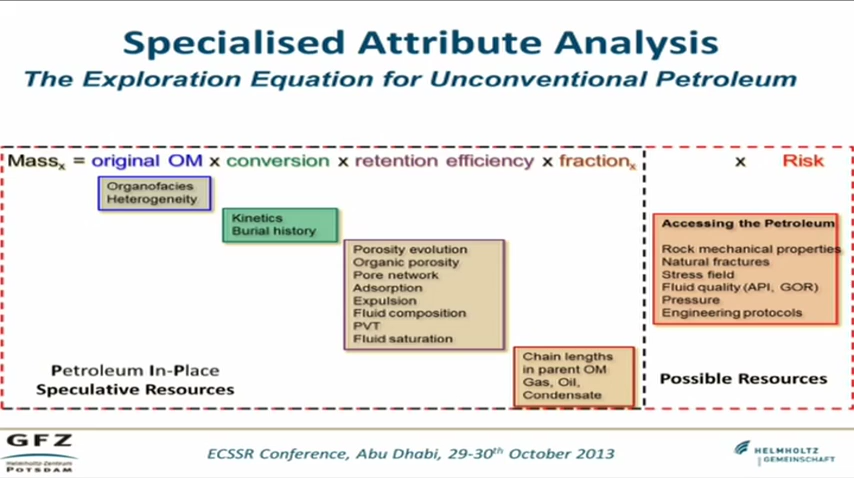 Specialised Attribute Analysis
The Exploration Equation for Unconventional Petroleum
Massx = original OM x conversion x retention efficiency x fractionx x Risk
Organofacies
Heterogeneity
Kinetics
Burial history
Porosity evolution
Organic porosity
Pore network
Adsorption
Expulsion
Fluid composition
PVT
Fluid saturation
Chain lengths
in parent OM
Gas, Oil,
Condensate
Petroleum In-Place
Speculative Resources
Accessing the Petroleum
Rock mechanical properties
Natural fractures
Stress field
Fluid quality (API, GOR)
Pressure
Engineering protocols
Possible Resources
GFZ
Helmholtz-Zentrum
POTSDAM
ECSSR Conference, Abu Dhabi, 29-30th October 2013
HELMHOLTZ
GEMEINSCHAFT